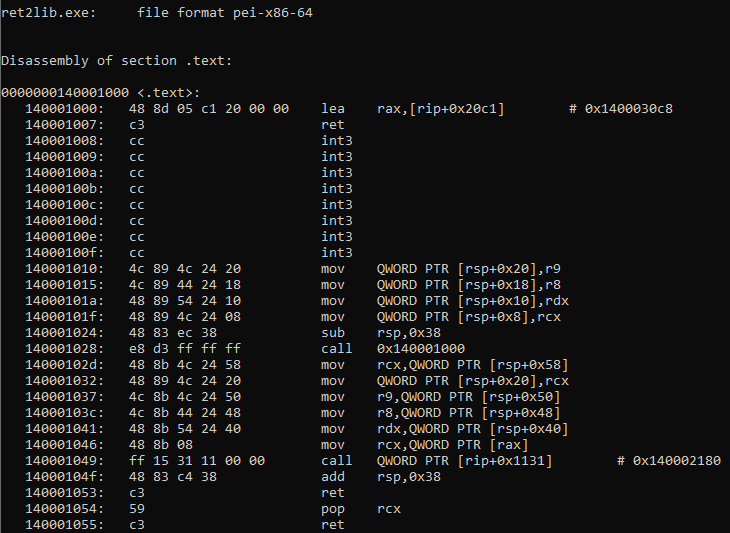 ret2lib.exe:     file format pei-x86-64
Disassembly of section .text:
0000000140001000 <.text>:
140001000: 48 8d 05 c1 20 00 00 lea rax,[rip+0x20c1] # 0x1400030c8
140001007: c3 ret
140001008: cc int3
140001009: cc int3
14000100a: cc int3
14000100b: cc int3
14000100c: cc int3
14000100d: cc int3
14000100e: cc int3
14000100f: cc int3
140001010: 4c 89 4c 24 20 mov QWORD PTR [rsp+0x20],r9
140001015: 4c 89 44 24 18 mov QWORD PTR [rsp+0x18],r8
14000101a: 48 89 54 24 10 mov QWORD PTR [rsp+0x10],rdx
14000101f: 48 89 4c 24 08 mov QWORD PTR [rsp+0x8],rcx
140001024: 48 83 ec 38 sub rsp,0x38
140001028: e8 d3 ff ff ff call 0x140001000
14000102d: 48 8b 4c 24 58 mov rcx,QWORD PTR [rsp+0x58]
140001032: 48 89 4c 24 20 mov QWORD PTR [rsp+0x20],rcx
140001037: 4c 8b 4c 24 50 mov r9,QWORD PTR [rsp+0x50]
14000103c: 4c 8b 44 24 48 mov r8,QWORD PTR [rsp+0x48]
140001041: 48 8b 54 24 40 mov rdx,QWORD PTR [rsp+0x40]
140001046: 48 8b 08 mov rcx,QWORD PTR [rax]
140001049: ff 15 31 11 00 00 call QWORD PTR [rip+0x1131] # 0x140002180
14000104f: 48 83 c4 38 add rsp,0x38
140001053: c3 ret
140001054: 59 pop rcx
140001055: c3 ret